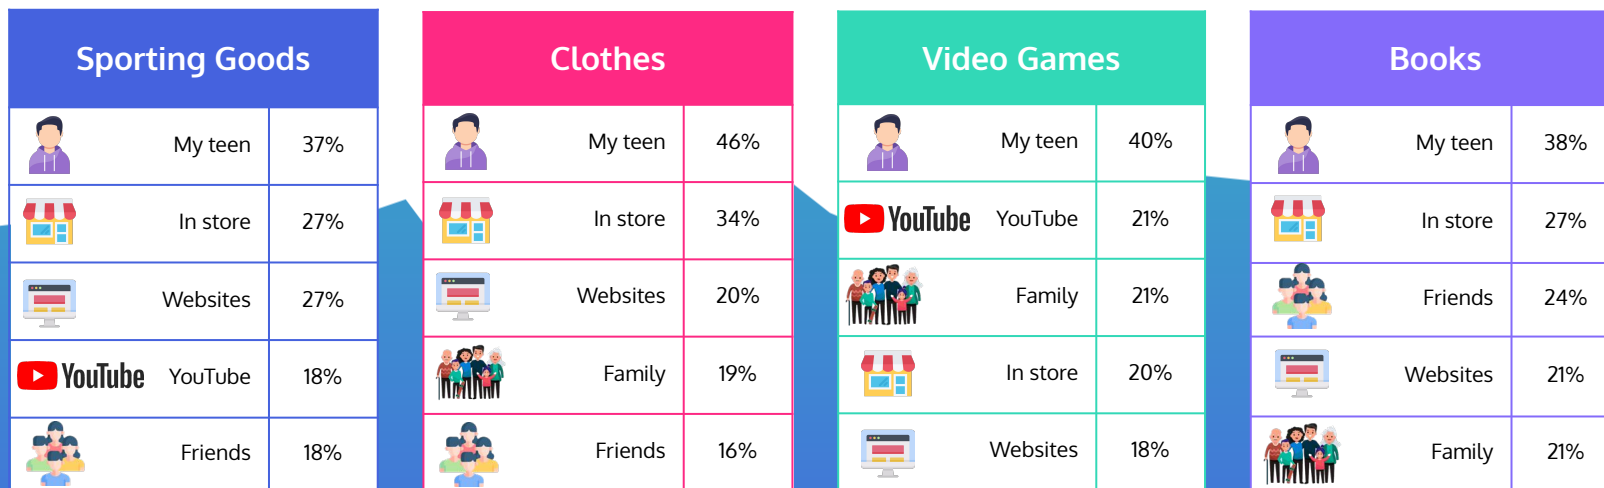 Sporting Goods
My teen 37%
In store 27%
Websites 27%
YouTube YouTube 18%
Friends 18%
Clothes
My teen 46%
In store 34%
Websites 20%
Family 19%
Friends 16%
Video Games
My teen 40%
YouTube YouTube 21%
Family 21%
In store 20%
Websites 18%
Books
My teen 38%
In store 27%
Friends 24%
Websites 21%
Family 21%